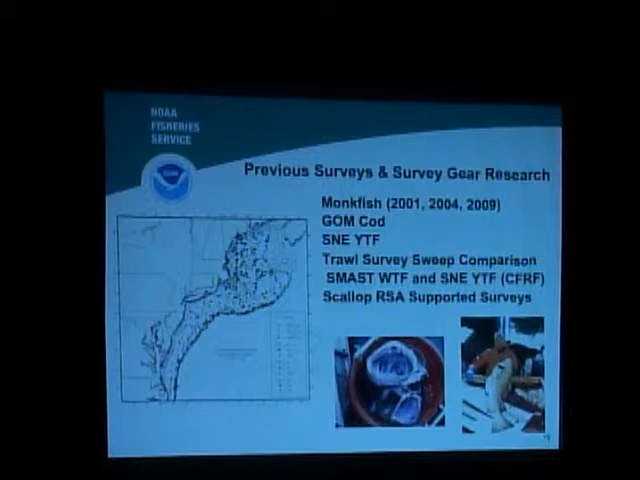 NOAA
FISHERIES
SERVICE
Previous Surveys & Survey Gear Research
Monkfish (2001, 2004, 2009)
GOM Cod
SNE YTF
Trawl Survey Sweep Comparison
SMAST WTF and SNE YTF (CFRF)
Scallop RSA Supported Surveys